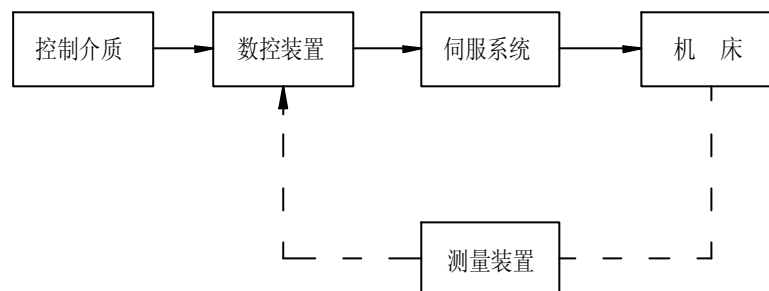 控制介质
数控装置
伺服系统
机 床
测量装置